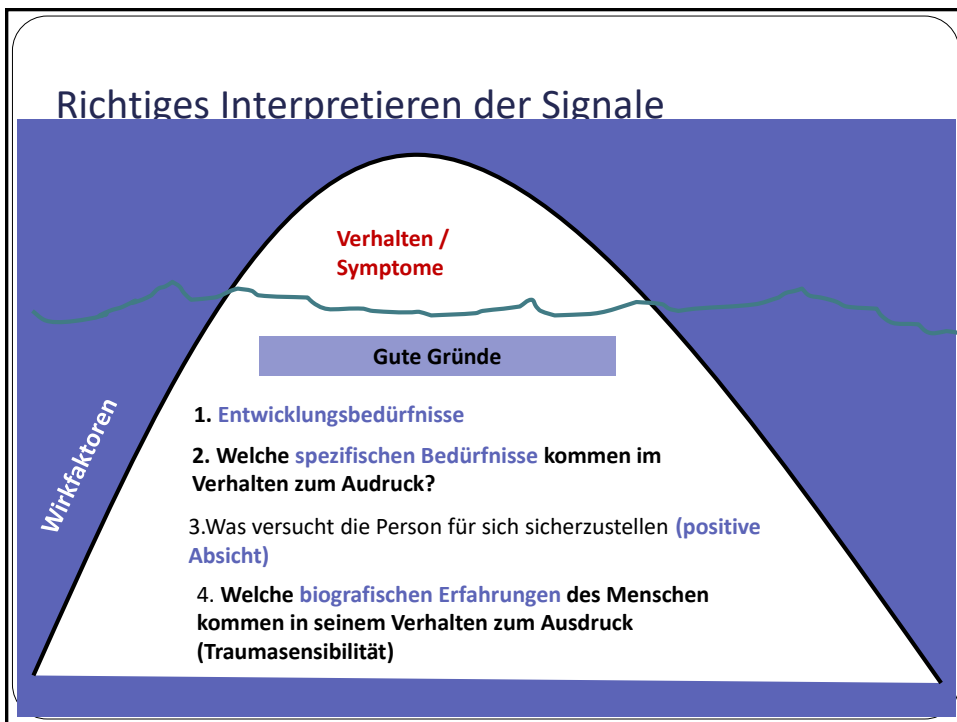 Richtiges Interpretieren der Signale
Verhalten /
Symptome
Gute Gründe
Wirkfaktoren
1. Entwicklungsbedürfnisse
2. Welche spezifischen Bedürfnisse kommen im
Verhalten zum Audruck?
3.Was versucht die Person für sich sicherzustellen (positive
Absicht)
4. Welche biografischen Erfahrungen des Menschen
kommen in seinem Verhalten zum Ausdruck
(Traumasensibilität)